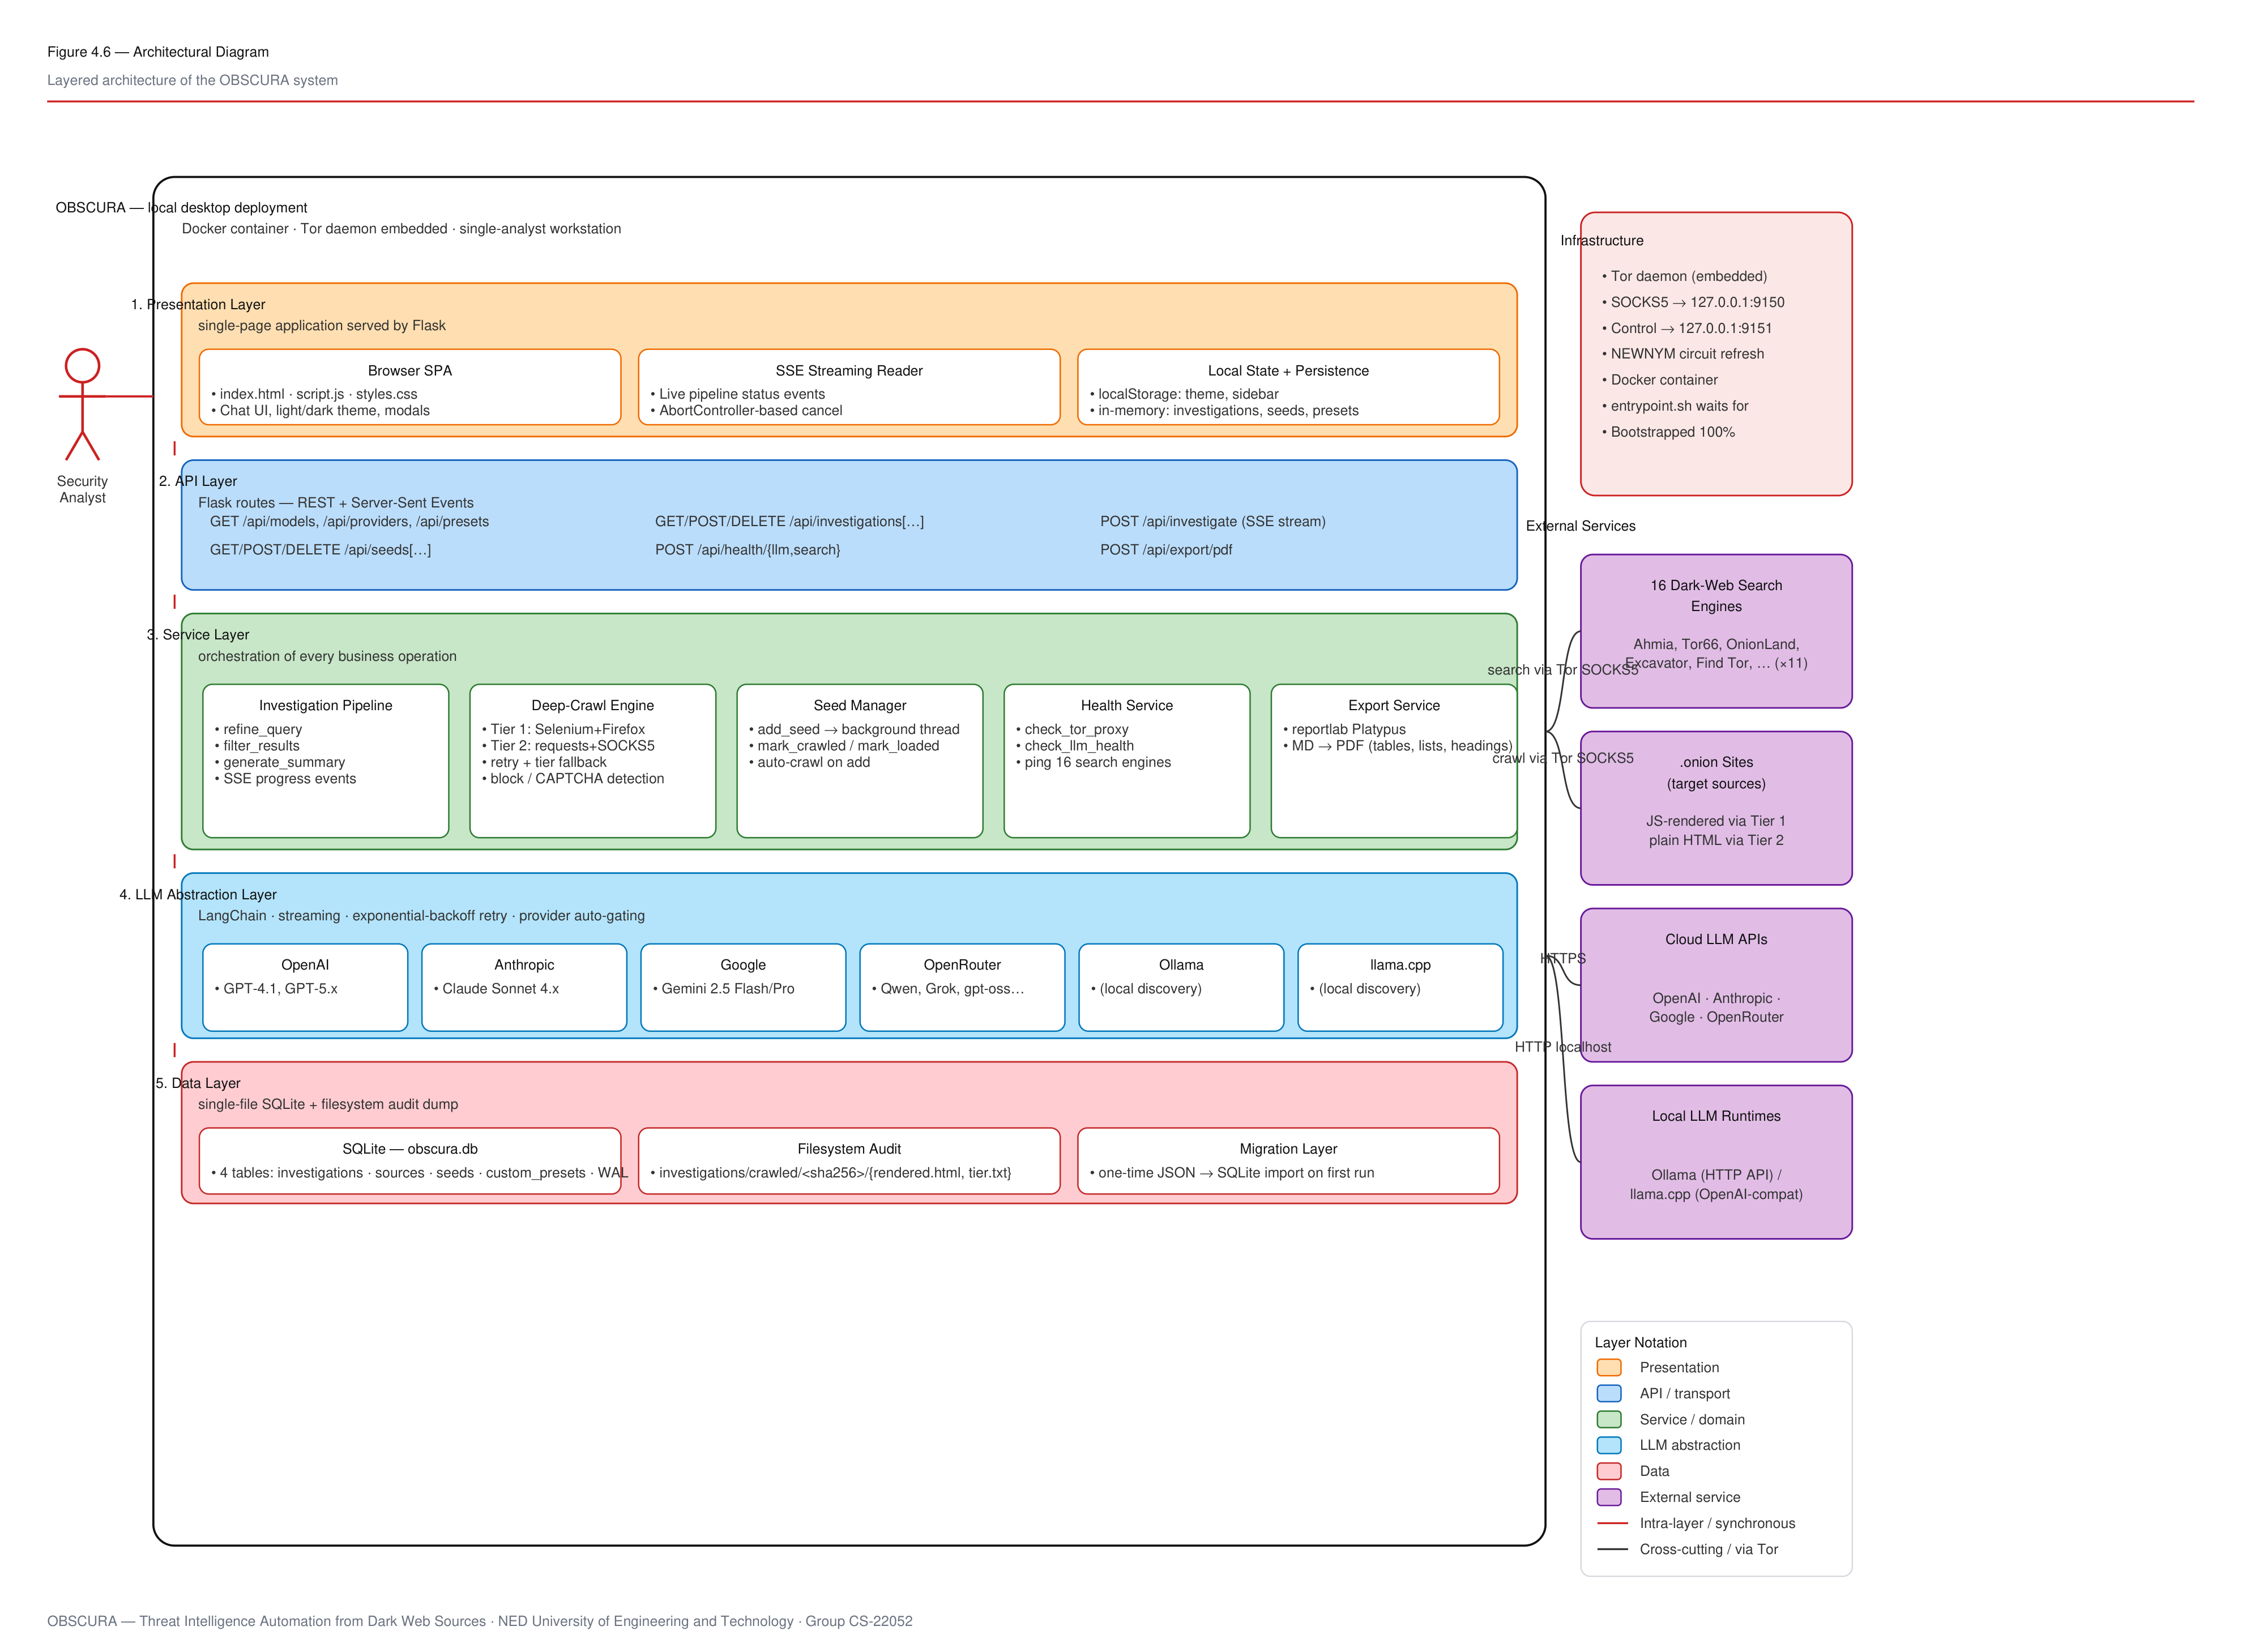 Figure 4.6 — Architectural Diagram
Layered architecture of the OBSCURA system
OBSCURA — local desktop deployment
Docker container · Tor daemon embedded · single-analyst workstation
Security
Analyst
1. Presentation Layer
single-page application served by Flask
Browser SPA
• index.html · script.js · styles.css
• Chat UI, light/dark theme, modals
SSE Streaming Reader
• Live pipeline status events
• AbortController-based cancel
Local State + Persistence
• localStorage: theme, sidebar
• in-memory: investigations, seeds, presets
2. API Layer
Flask routes — REST + Server-Sent Events
GET /api/models, /api/providers, /api/presets
GET/POST/DELETE /api/investigations[…]
POST /api/investigate (SSE stream)
GET/POST/DELETE /api/seeds[…]
POST /api/health/{llm,search}
POST /api/export/pdf
3. Service Layer
orchestration of every business operation
Investigation Pipeline
• refine_query
• filter_results
• generate_summary
• SSE progress events
Deep-Crawl Engine
• Tier 1: Selenium+Firefox
• Tier 2: requests+SOCKS5
• retry + tier fallback
• block / CAPTCHA detection
Seed Manager
• add_seed → background thread
• mark_crawled / mark_loaded
• auto-crawl on add
Health Service
• check_tor_proxy
• check_llm_health
• ping 16 search engines
Export Service
• reportlab Platypus
• MD → PDF (tables, lists, headings)
4. LLM Abstraction Layer
LangChain · streaming · exponential-backoff retry · provider auto-gating
OpenAI
• GPT-4.1, GPT-5.x
Anthropic
• Claude Sonnet 4.x
Google
• Gemini 2.5 Flash/Pro
OpenRouter
• Qwen, Grok, gpt-oss…
Ollama
• (local discovery)
llama.cpp
• (local discovery)
5. Data Layer
single-file SQLite + filesystem audit dump
SQLite — obscura.db
• 4 tables: investigations · sources · seeds · custom_presets · WAL
Filesystem Audit
• investigations/crawled/<sha256>/{rendered.html, tier.txt}
Migration Layer
• one-time JSON → SQLite import on first run
Infrastructure
• Tor daemon (embedded)
• SOCKS5 → 127.0.0.1:9150
• Control → 127.0.0.1:9151
• NEWNYM circuit refresh
• Docker container
• entrypoint.sh waits for
• Bootstrapped 100%
External Services
16 Dark-Web Search
Engines
Ahmia, Tor66, OnionLand,
Excavator, Find Tor, … (×11)
search via Tor SOCKS5
crawl via Tor SOCKS5
.onion Sites
(target sources)
JS-rendered via Tier 1
plain HTML via Tier 2
HTTPS
Cloud LLM APIs
OpenAI · Anthropic ·
Google · OpenRouter
HTTP localhost
Local LLM Runtimes
Ollama (HTTP API) /
llama.cpp (OpenAI-compat)
Layer Notation
Presentation
API / transport
Service / domain
LLM abstraction
Data
External service
Intra-layer / synchronous
Cross-cutting / via Tor
OBSCURA — Threat Intelligence Automation from Dark Web Sources · NED University of Engineering and Technology · Group CS-22052